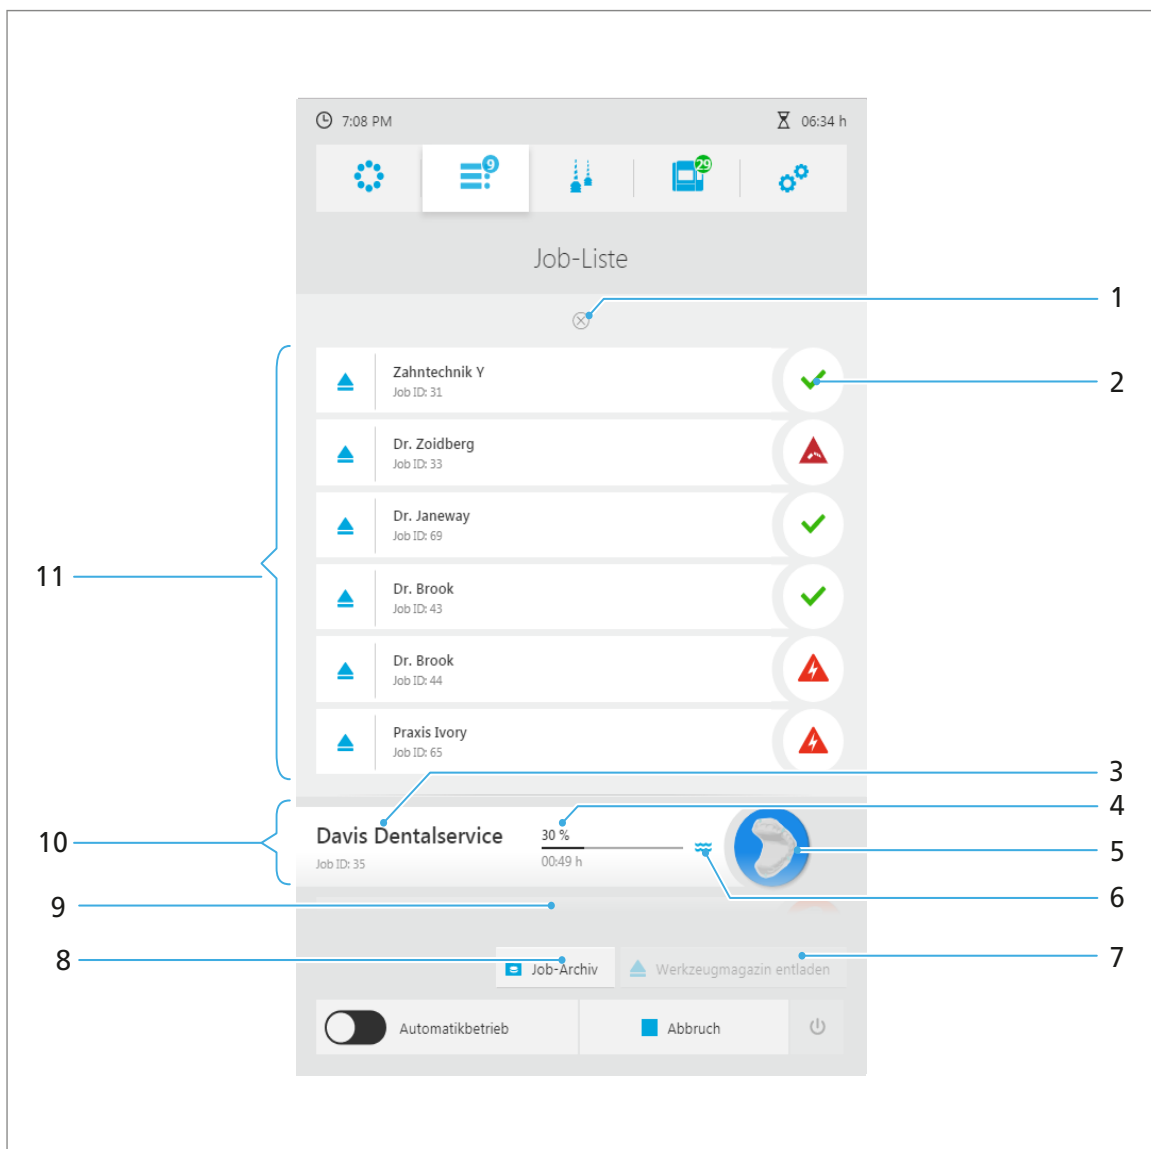 7:08 PM
06:34 h
9
29
Job-Liste
1
Zahntechnik Y
Job ID: 31
2
Dr. Zoidberg
Job ID: 33
Dr. Janeway
Job ID: 69
11
Dr. Brook
Job ID: 43
Dr. Brook
Job ID: 44
Praxis Ivory
Job ID: 65
3
4
10
Davis Dentalservice
30 %
5
Job ID: 35
00:49 h
6
9
8
7
Job-Archiv
Werkzeugmagazin entladen
Automatikbetrieb
Abbruch